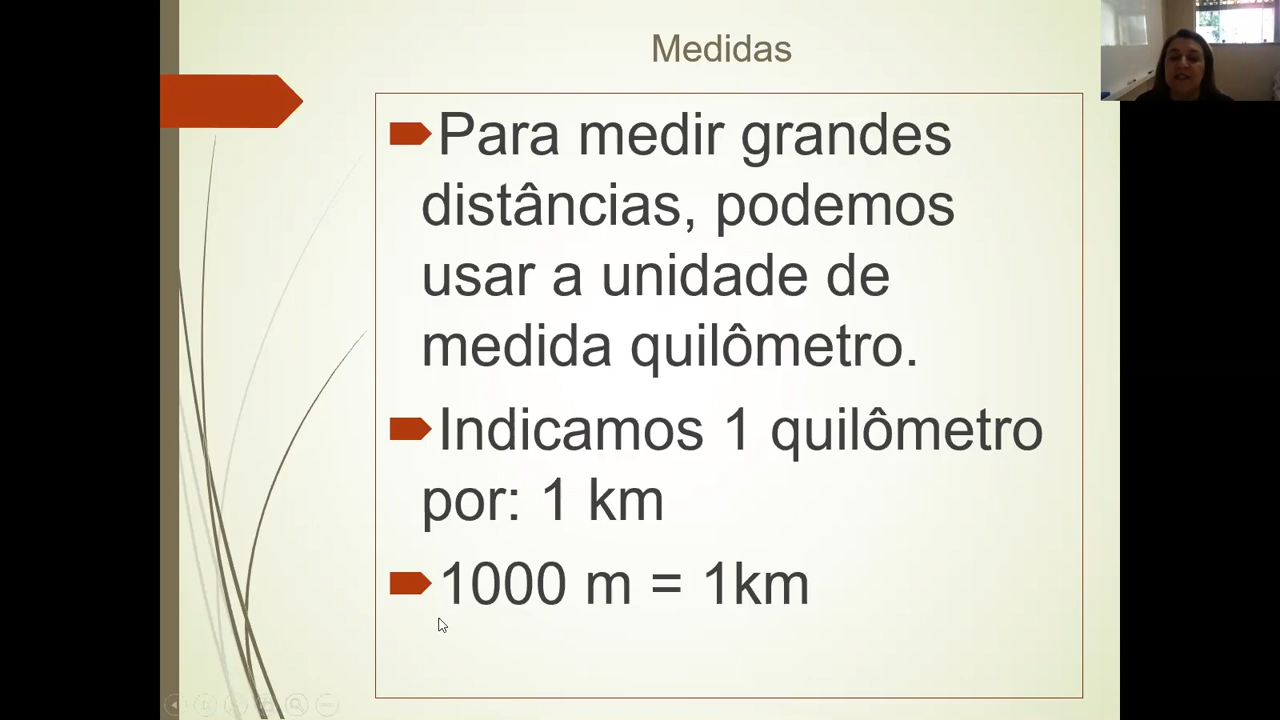 Medidas
Para medir grandes
distâncias, podemos
usar a unidade de
medida quilômetro.
Indicamos 1 quilômetro
por: 1 km
1000 m = 1km